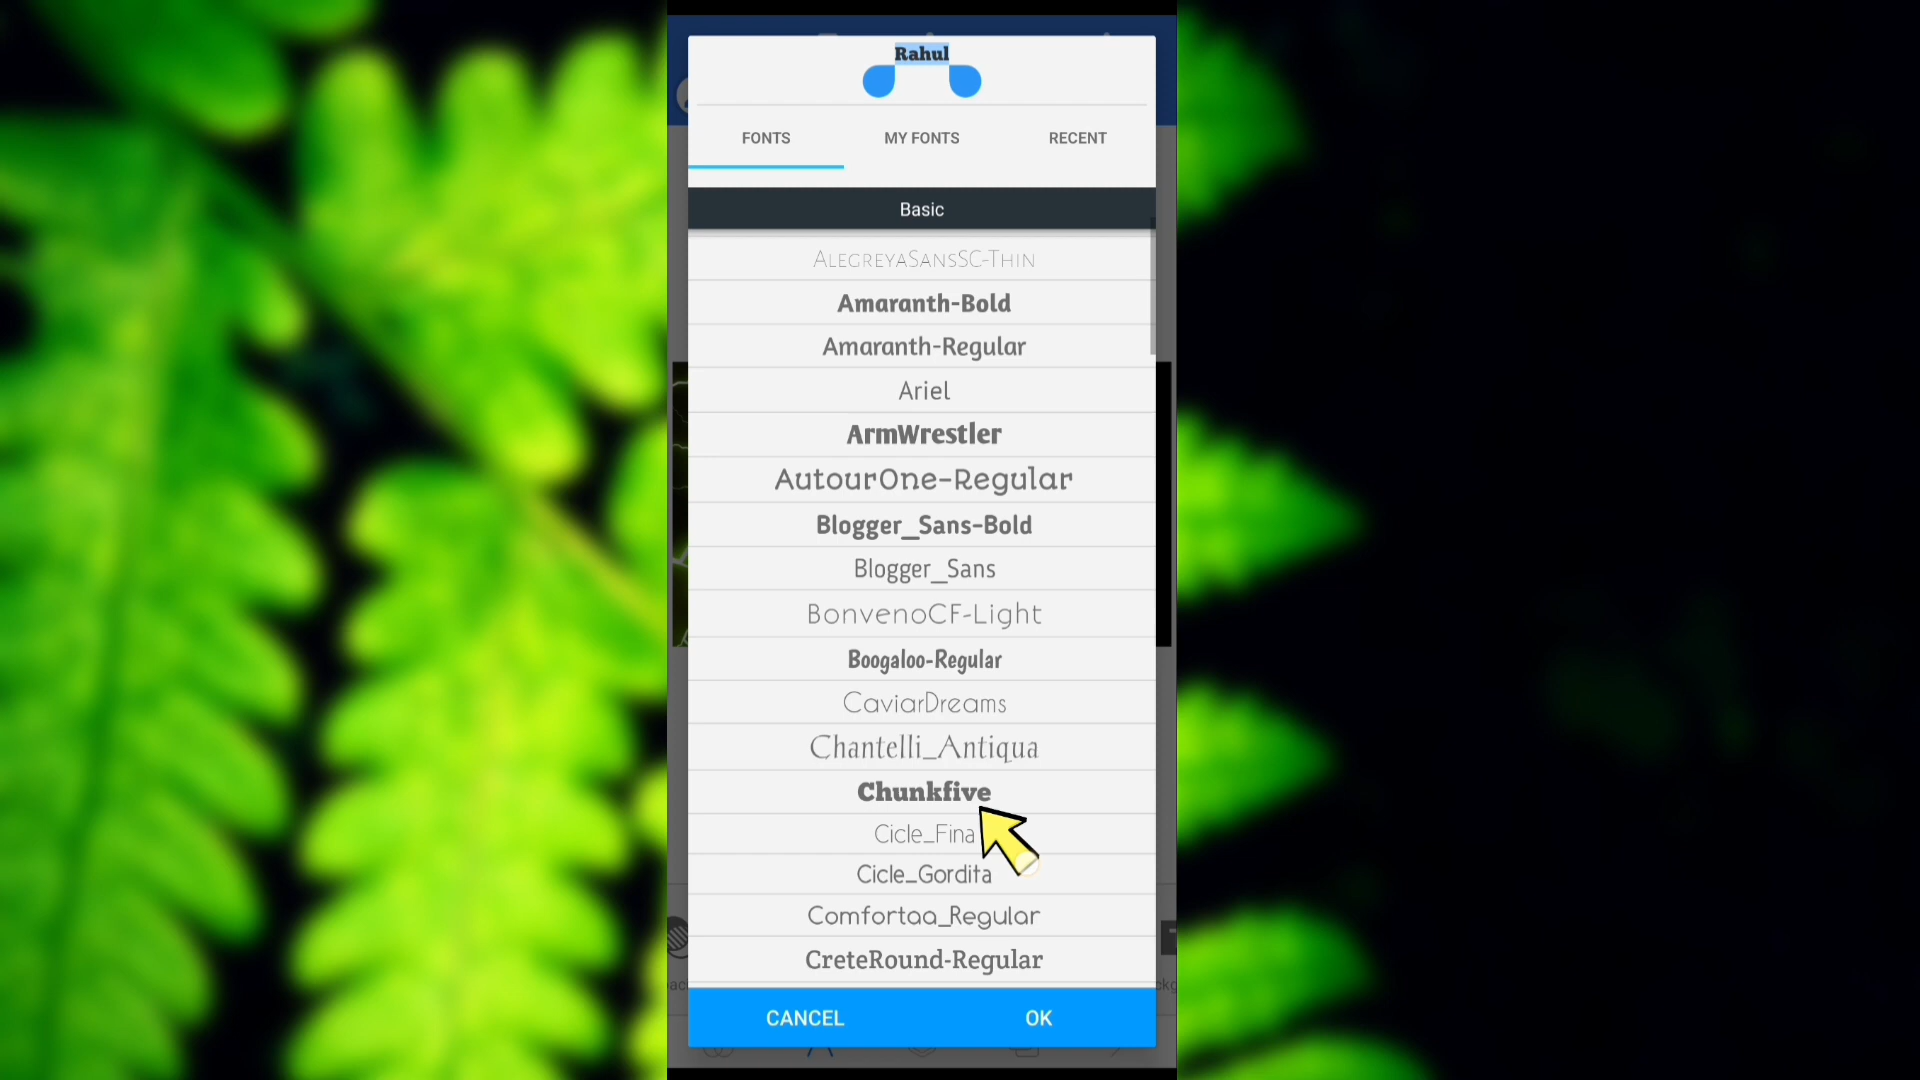 Rahul
FONTS MY FONTS RECENT
Basic
ALEGREYASANSSC-THIN
Amaranth-Bold
Amaranth-Regular
Ariel
ArmWrestler
AutourOne-Regular
Blogger_Sans-Bold
Blogger_Sans
BonvenoCF-Light
Boogaloo-Regular
CaviarDreams
Chantelli_Antiqua
Chunkfive
Cicle_Fina
Cicle_Gordita
Comfortaa_Regular
CreteRound-Regular
CANCEL OK